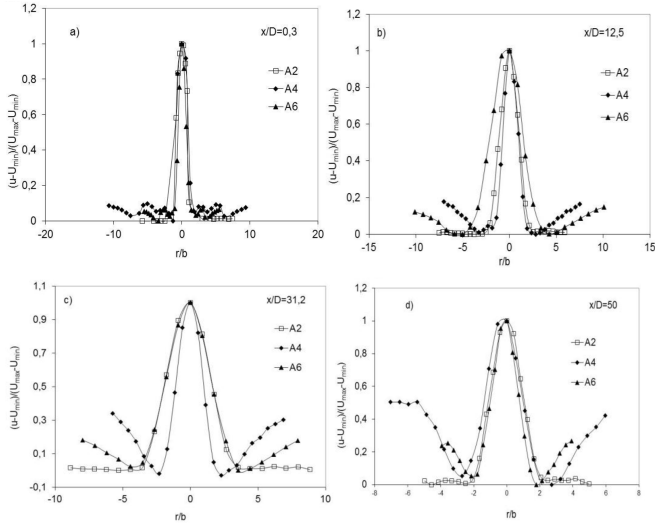 a)
x/D=0,3
A2
A4
A6
(u-Umin)/(Umax-Umin)
1,2
1
0,8
0,6
0,4
0,2
0
-20
-10
0
10
20
r/b
b)
x/D=12,5
A2
A4
A6
(u-Umin)/(Umax-Umin)
1,2
1
0,8
0,6
0,4
0,2
0
-15
-10
-5
0
5
10
15
r/b
c)
x/D=31,2
A2
A4
A6
(u-Umin)/(Umax-Umin)
1,1
0,9
0,7
0,5
0,3
0,1
-0,1
-10
-5
0
5
10
r/b
d)
x/D=50
A2
A4
A6
(u-Umin)/(Umax-Umin)
1,2
1
0,8
0,6
0,4
0,2
0
-8
-6
-4
-2
0
2
4
6
8
r/b